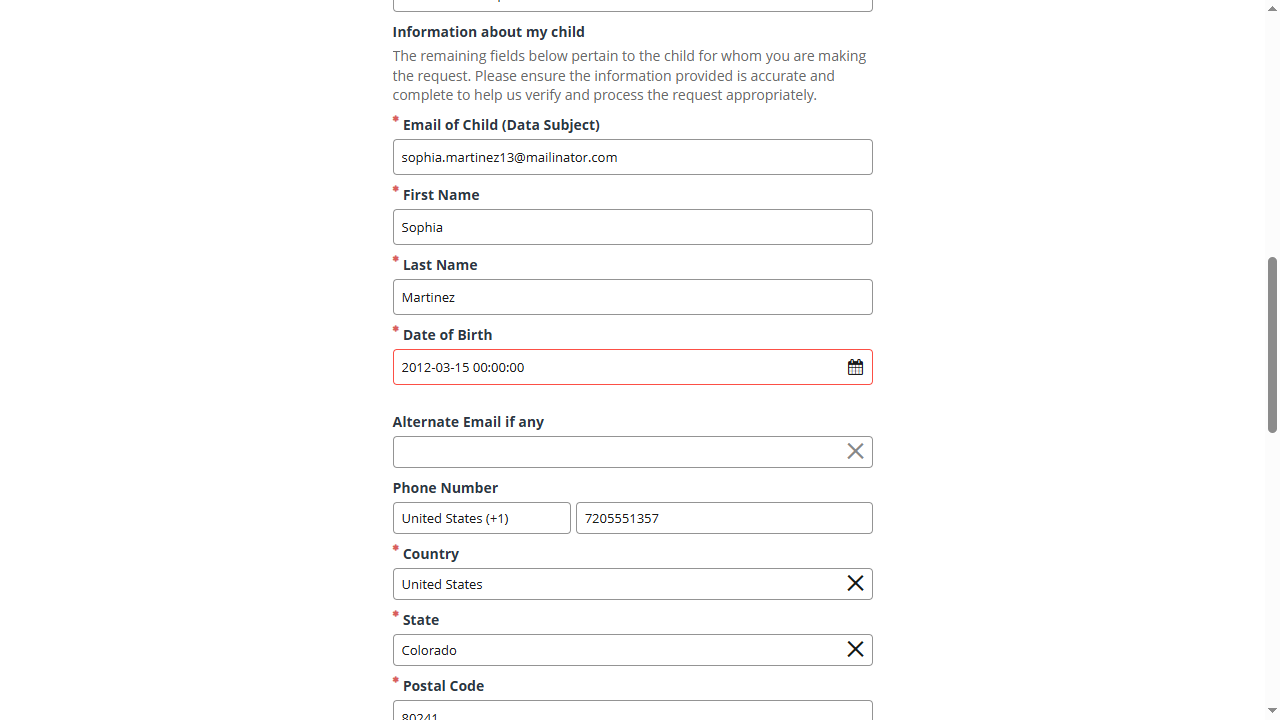 Information about my child
The remaining fields below pertain to the child for whom you are making
the request. Please ensure the information provided is accurate and
complete to help us verify and process the request appropriately.
* Email of Child (Data Subject)
sophia.martinez13@mailinator.com
* First Name
Sophia
* Last Name
Martinez
* Date of Birth
2012-03-15 00:00:00
Alternate Email if any
Phone Number
United States (+1) 7205551357
* Country
United States
* State
Colorado
* Postal Code
80241